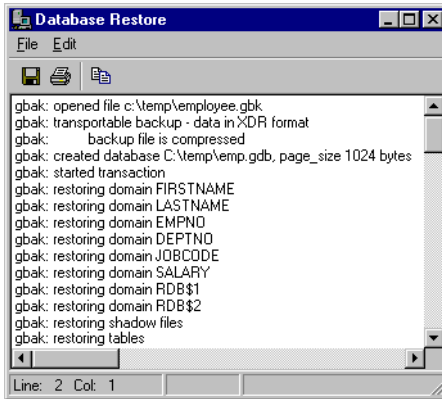 Database Restore
File Edit
gbak: opened file c:\temp\employee.gbk
gbak: transportable backup - data in XDR format
gbak: backup file is compressed
gbak: created database C:\temp\emp.gdb, page_size 1024 bytes
gbak: started transaction
gbak: restoring domain FIRSTNAME
gbak: restoring domain LASTNAME
gbak: restoring domain EMPNO
gbak: restoring domain DEPTNO
gbak: restoring domain JOBCODE
gbak: restoring domain SALARY
gbak: restoring domain RDB$1
gbak: restoring domain RDB$2
gbak: restoring shadow files
gbak: restoring tables
Line: 2 Col: 1